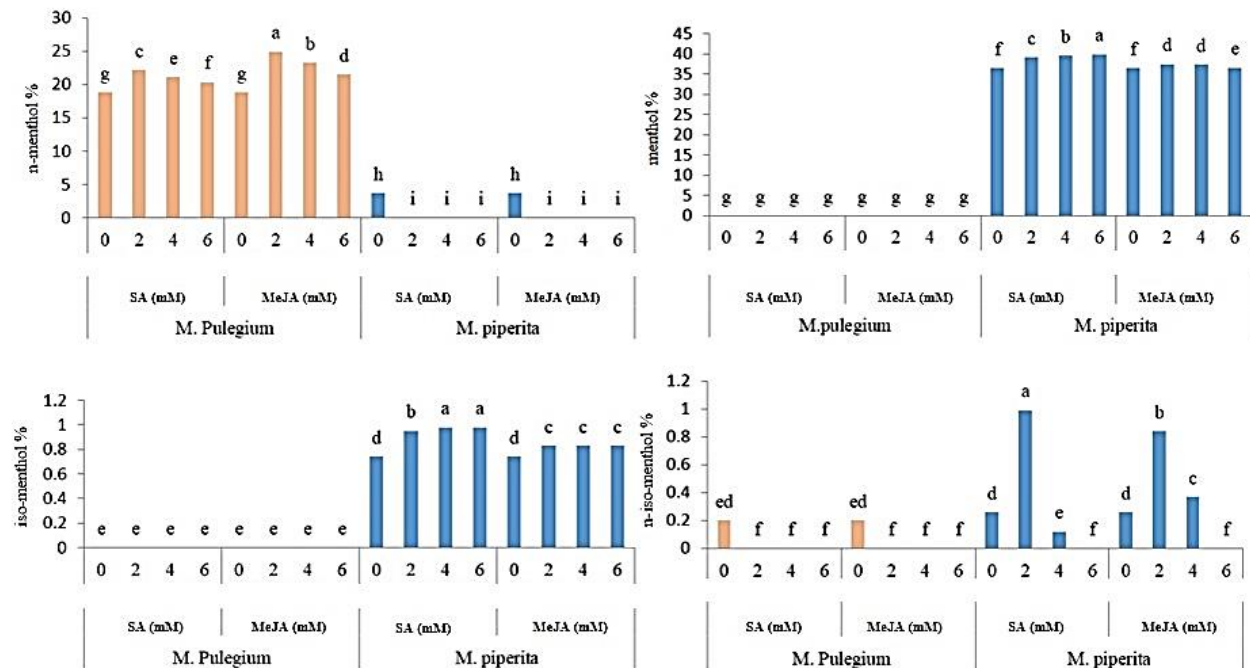 n-menthol %
30
25
20
15
10
5
0
g c e f g a b d h i i i h i i i
0 2 4 6 0 2 4 6 0 2 4 6 0 2 4 6
SA (mM) MeJA (mM) SA (mM) MeJA (mM)
M. Pulegium M. piperita
menthol %
45
40
35
30
25
20
15
10
5
0
g g g g g g g g f c b a f d d e
0 2 4 6 0 2 4 6 0 2 4 6 0 2 4 6
SA (mM) MeJA (mM) SA (mM) MeJA (mM)
M.pulegium M. piperita
iso-menthol %
1.2
1
0.8
0.6
0.4
0.2
0
e e e e e e e e d b a a d c c c
0 2 4 6 0 2 4 6 0 2 4 6 0 2 4 6
SA (mM) MeJA (mM) SA (mM) MeJA (mM)
M. Pulegium M. piperita
n-iso-menthol %
1.2
1
0.8
0.6
0.4
0.2
0
ed f f f ed f f f d a e f d b c f
0 2 4 6 0 2 4 6 0 2 4 6 0 2 4 6
SA (mM) MeJA (mM) SA (mM) MeJA (mM)
M. Pulegium M. piperita